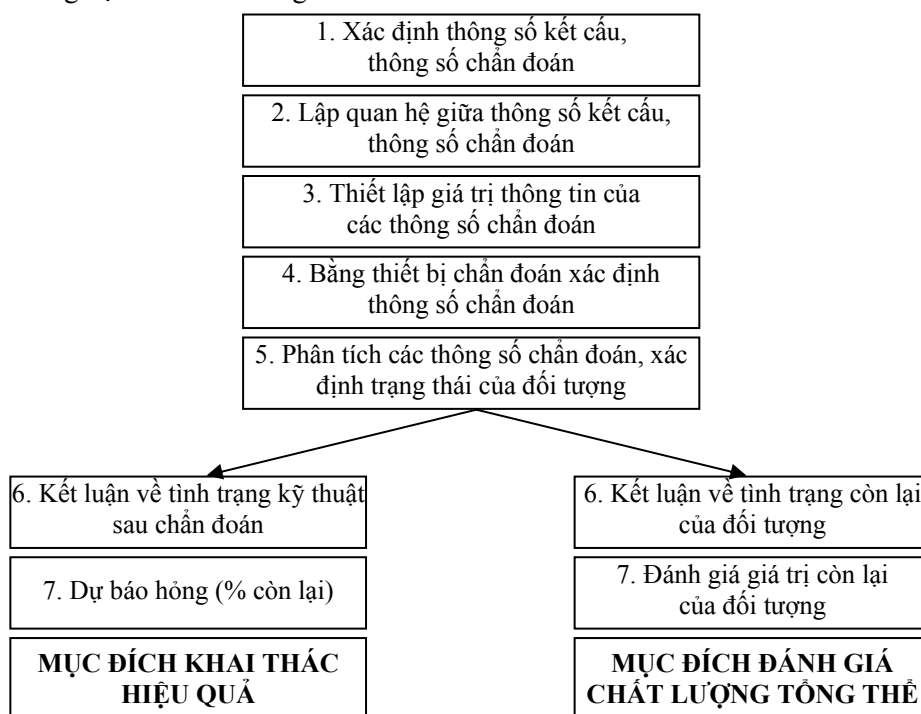 1. Xác định thông số kết cấu,
thông số chẩn đoán
2. Lập quan hệ giữa thông số kết cấu,
thông số chẩn đoán
3. Thiết lập giá trị thông tin của
các thông số chẩn đoán
4. Bằng thiết bị chẩn đoán xác định
thông số chẩn đoán
5. Phân tích các thông số chẩn đoán, xác
định trạng thái của đối tượng
6. Kết luận về tình trạng kỹ thuật
sau chẩn đoán
7. Dự báo hỏng (% còn lại)
MỤC ĐÍCH KHAI THÁC
HIỆU QUẢ
6. Kết luận về tình trạng còn lại
của đối tượng
7. Đánh giá giá trị còn lại
của đối tượng
MỤC ĐÍCH ĐÁNH GIÁ
CHẤT LƯỢNG TỔNG THỂ